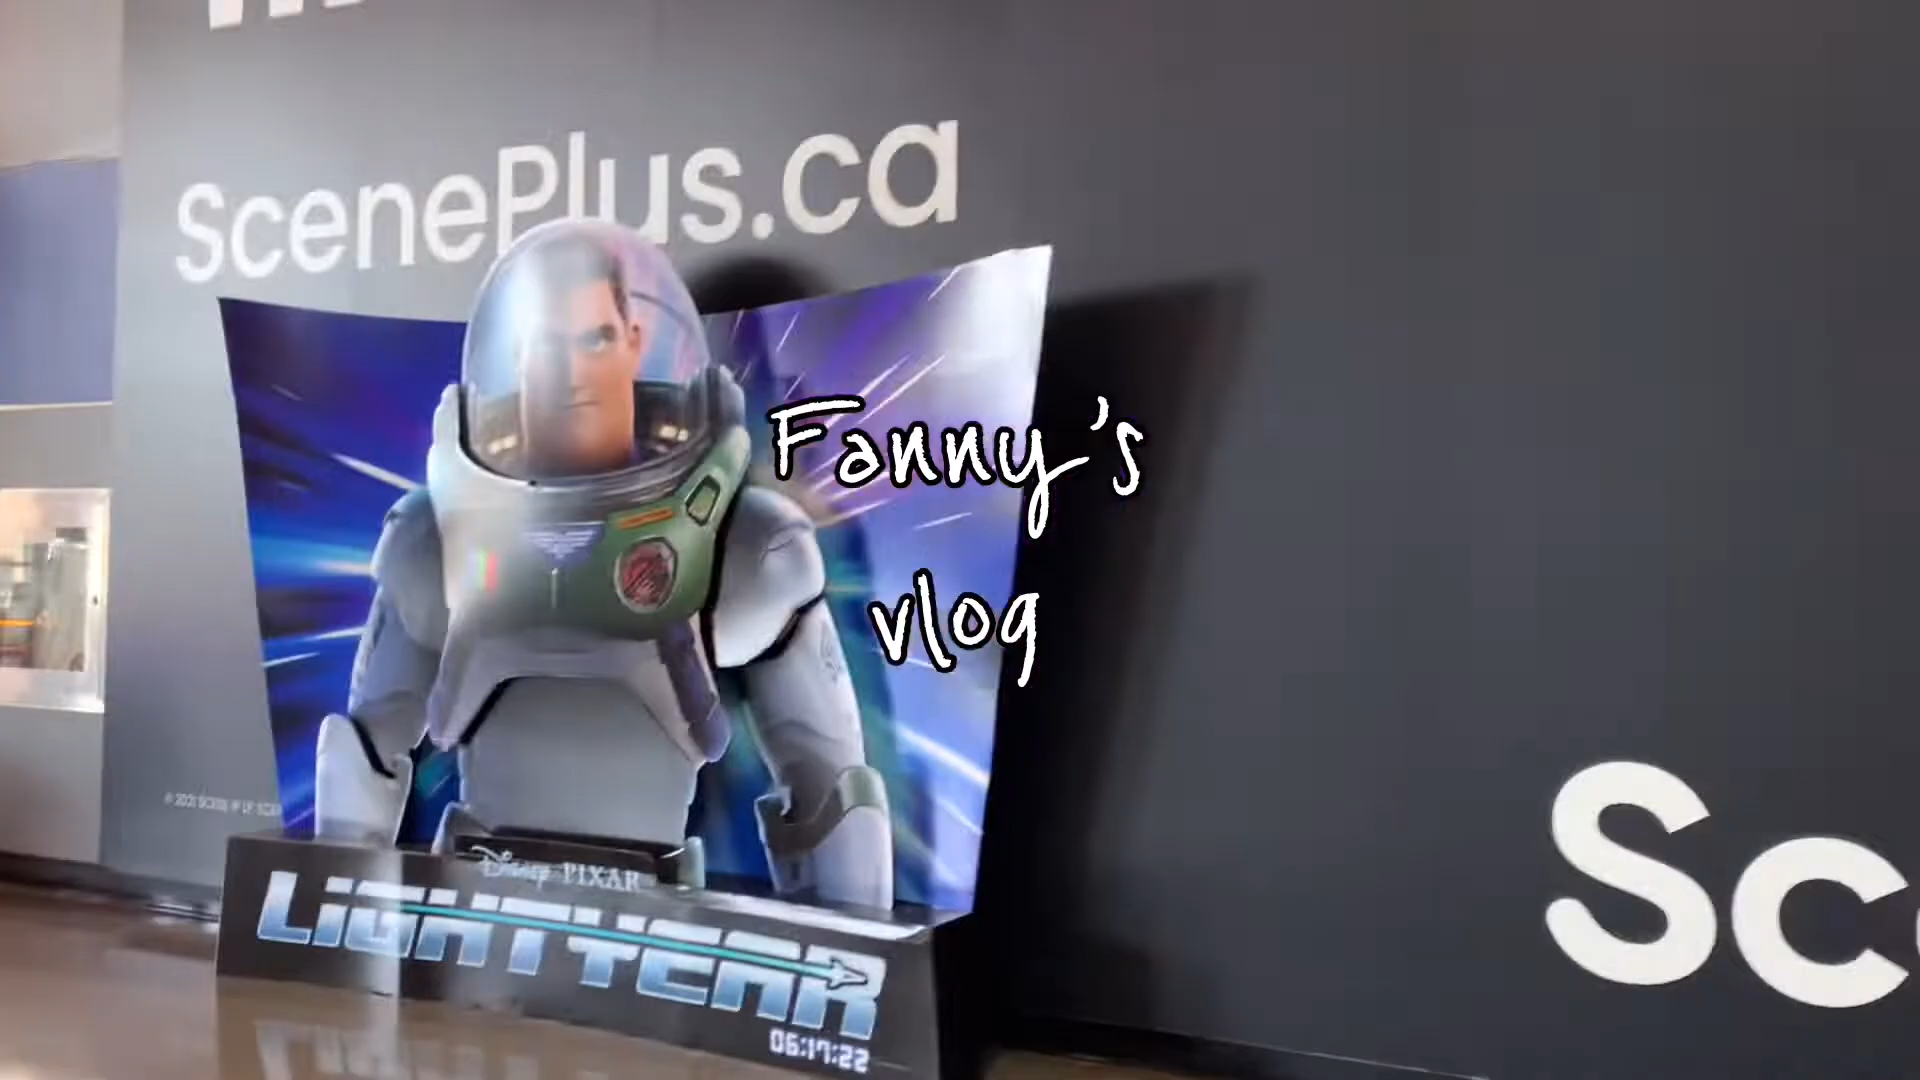 ScenePlus.ca
Fanny's
vlog
Disney PIXAR
LIGHTYEAR
06:17:22
Sc